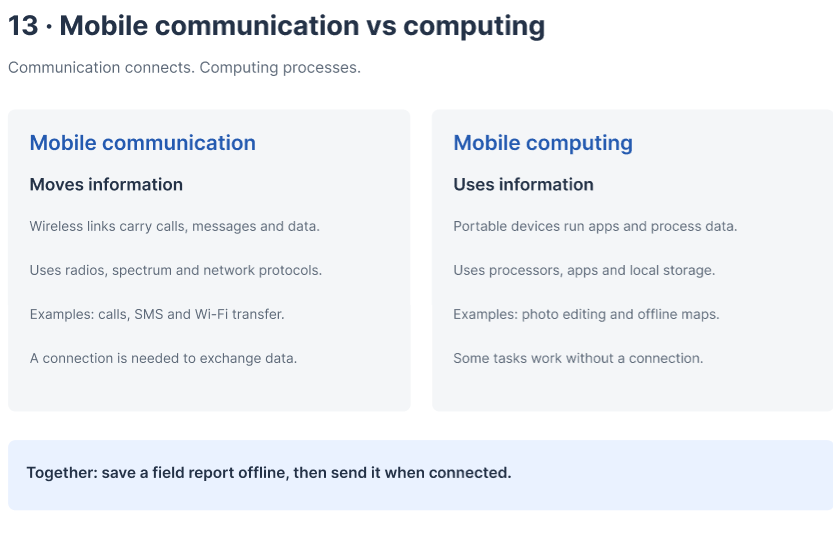 13 · Mobile communication vs computing
Communication connects. Computing processes.
Mobile communication
Moves information
Wireless links carry calls, messages and data.
Uses radios, spectrum and network protocols.
Examples: calls, SMS and Wi-Fi transfer.
A connection is needed to exchange data.
Mobile computing
Uses information
Portable devices run apps and process data.
Uses processors, apps and local storage.
Examples: photo editing and offline maps.
Some tasks work without a connection.
Together: save a field report offline, then send it when connected.